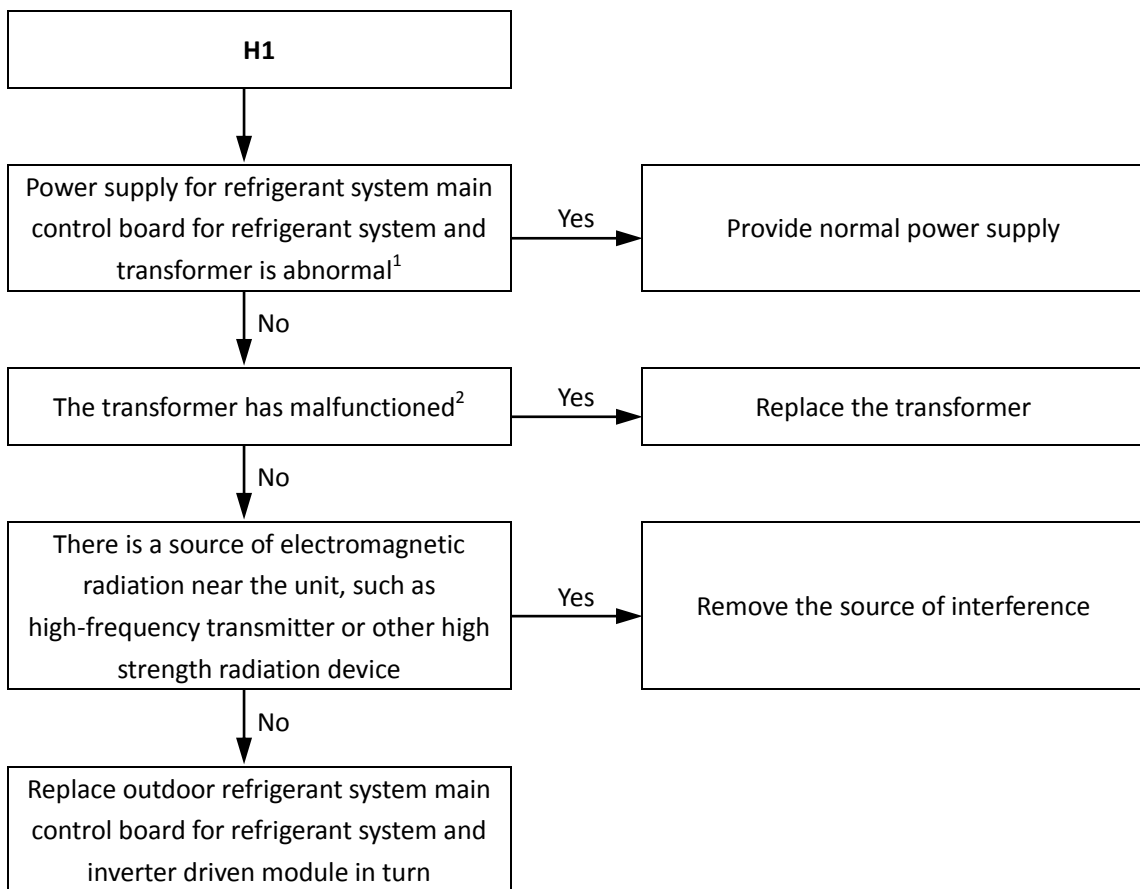 H1
Power supply for refrigerant system main
control board for refrigerant system and
transformer is abnormal¹
Yes
Provide normal power supply
No
The transformer has malfunctioned²
Yes
Replace the transformer
No
There is a source of electromagnetic
radiation near the unit, such as
high-frequency transmitter or other high
strength radiation device
Yes
Remove the source of interference
No
Replace outdoor refrigerant system main
control board for refrigerant system and
inverter driven module in turn